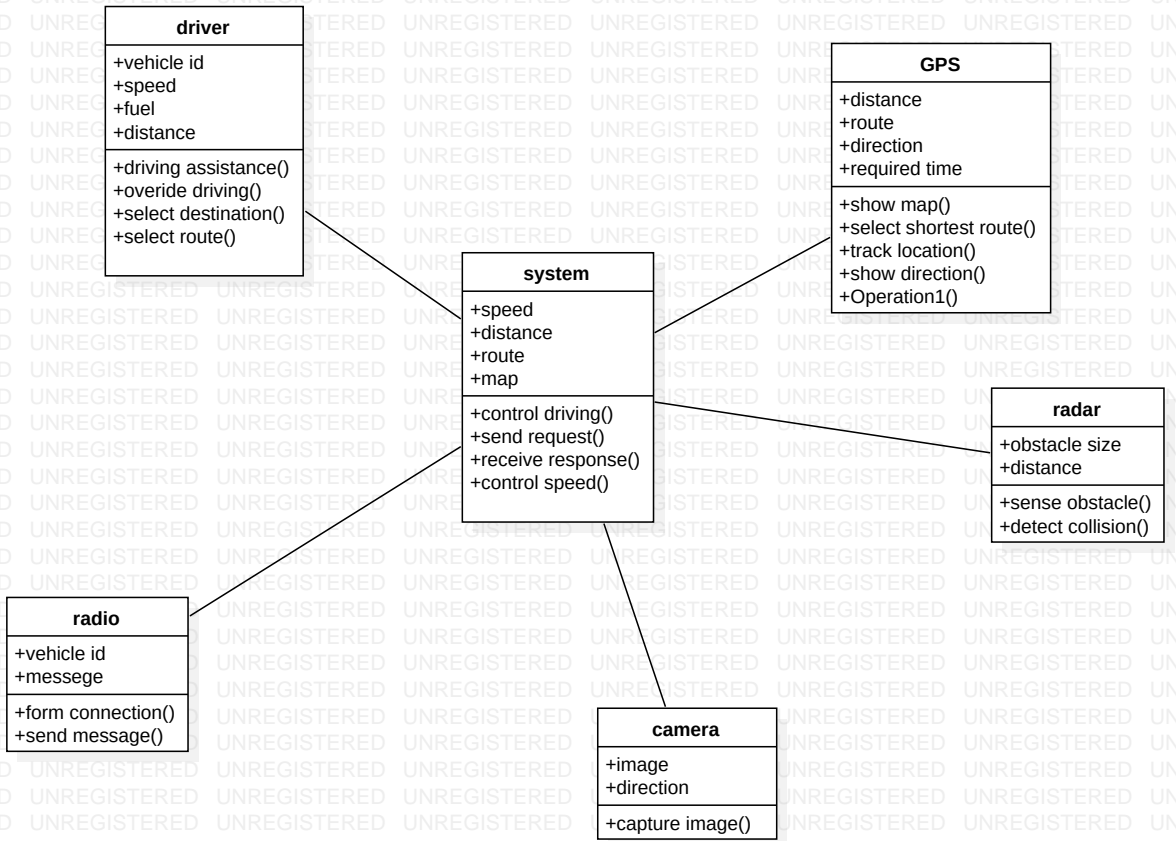 driver
+vehicle id
+speed
+fuel
+distance
+driving assistance()
+overide driving()
+select destination()
+select route()
GPS
+distance
+route
+direction
+required time
+show map()
+select shortest route()
+track location()
+show direction()
+Operation1()
system
+speed
+distance
+route
+map
+control driving()
+send request()
+receive response()
+control speed()
radar
+obstacle size
+distance
+sense obstacle()
+detect collision()
radio
+vehicle id
+messege
+form connection()
+send message()
camera
+image
+direction
+capture image()
UNREGISTERED